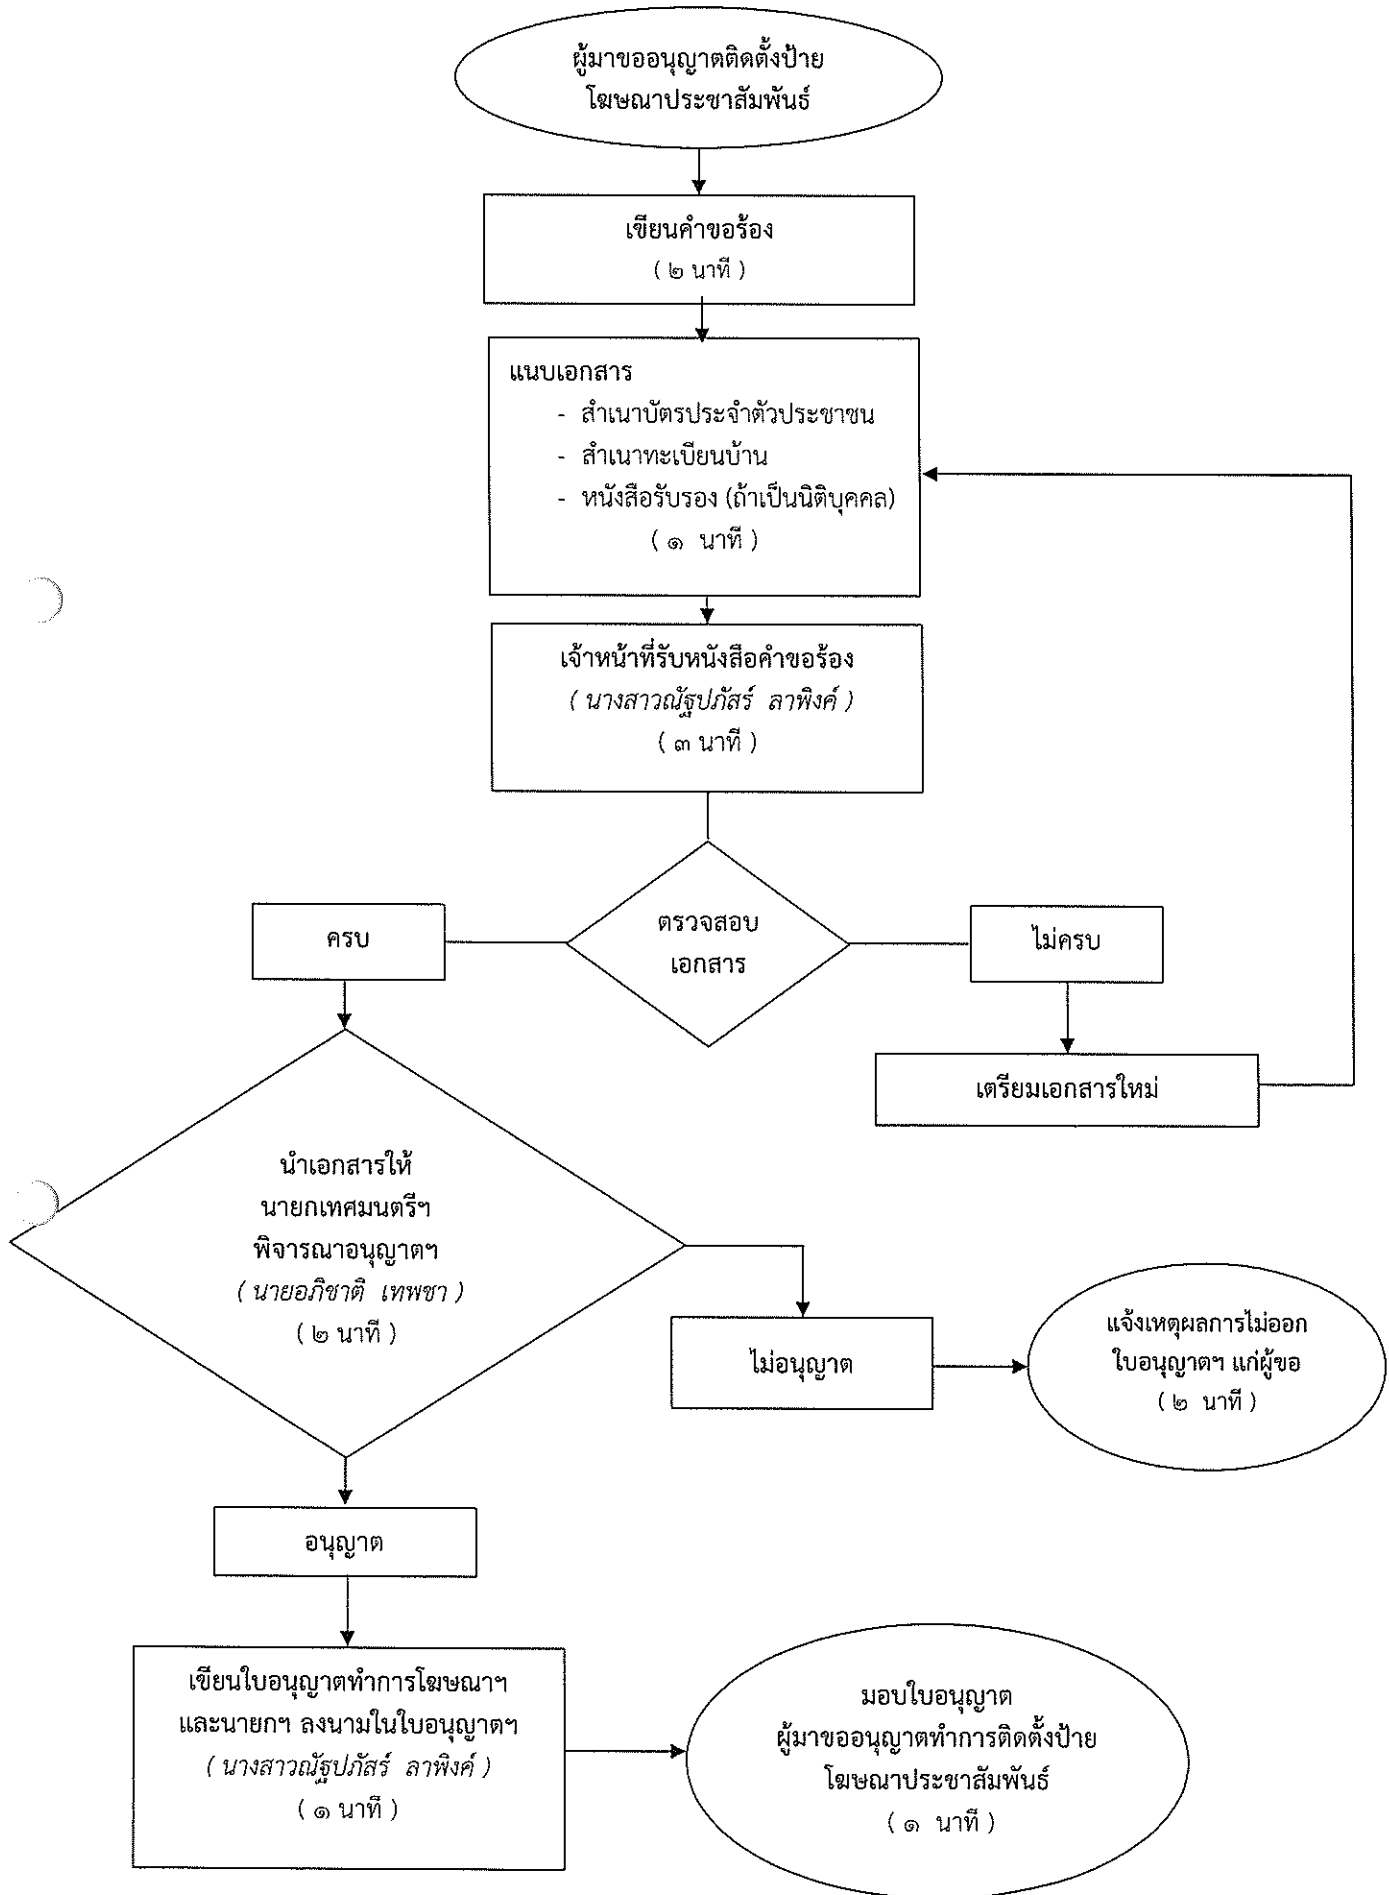 ผู้มาขออนุญาตติดตั้งป้าย
โฆษณาประชาสัมพันธ์
เขียนคำขอร้อง
( ๒ นาที )
แนบเอกสาร
- สำเนาบัตรประจำตัวประชาชน
- สำเนาทะเบียนบ้าน
- หนังสือรับรอง (ถ้าเป็นนิติบุคคล)
( ๑ นาที )
เจ้าหน้าที่รับหนังสือคำขอร้อง
( นางสาวณัฐปภัสร์ ลาพิงค์ )
( ๓ นาที )
ตรวจสอบ
เอกสาร
ครบ
ไม่ครบ
เตรียมเอกสารใหม่
นำเอกสารให้
นายกเทศมนตรีฯ
พิจารณาอนุญาตฯ
( นายอภิชาติ เทพชา )
( ๒ นาที )
ไม่อนุญาต
แจ้งเหตุผลการไม่ออก
ใบอนุญาตฯ แก่ผู้ขอ
( ๒ นาที )
อนุญาต
เขียนใบอนุญาตทำการโฆษณาฯ
และนายกฯ ลงนามในใบอนุญาตฯ
( นางสาวณัฐปภัสร์ ลาพิงค์ )
( ๑ นาที )
มอบใบอนุญาต
ผู้มาขออนุญาตทำการติดตั้งป้าย
โฆษณาประชาสัมพันธ์
( ๑ นาที )